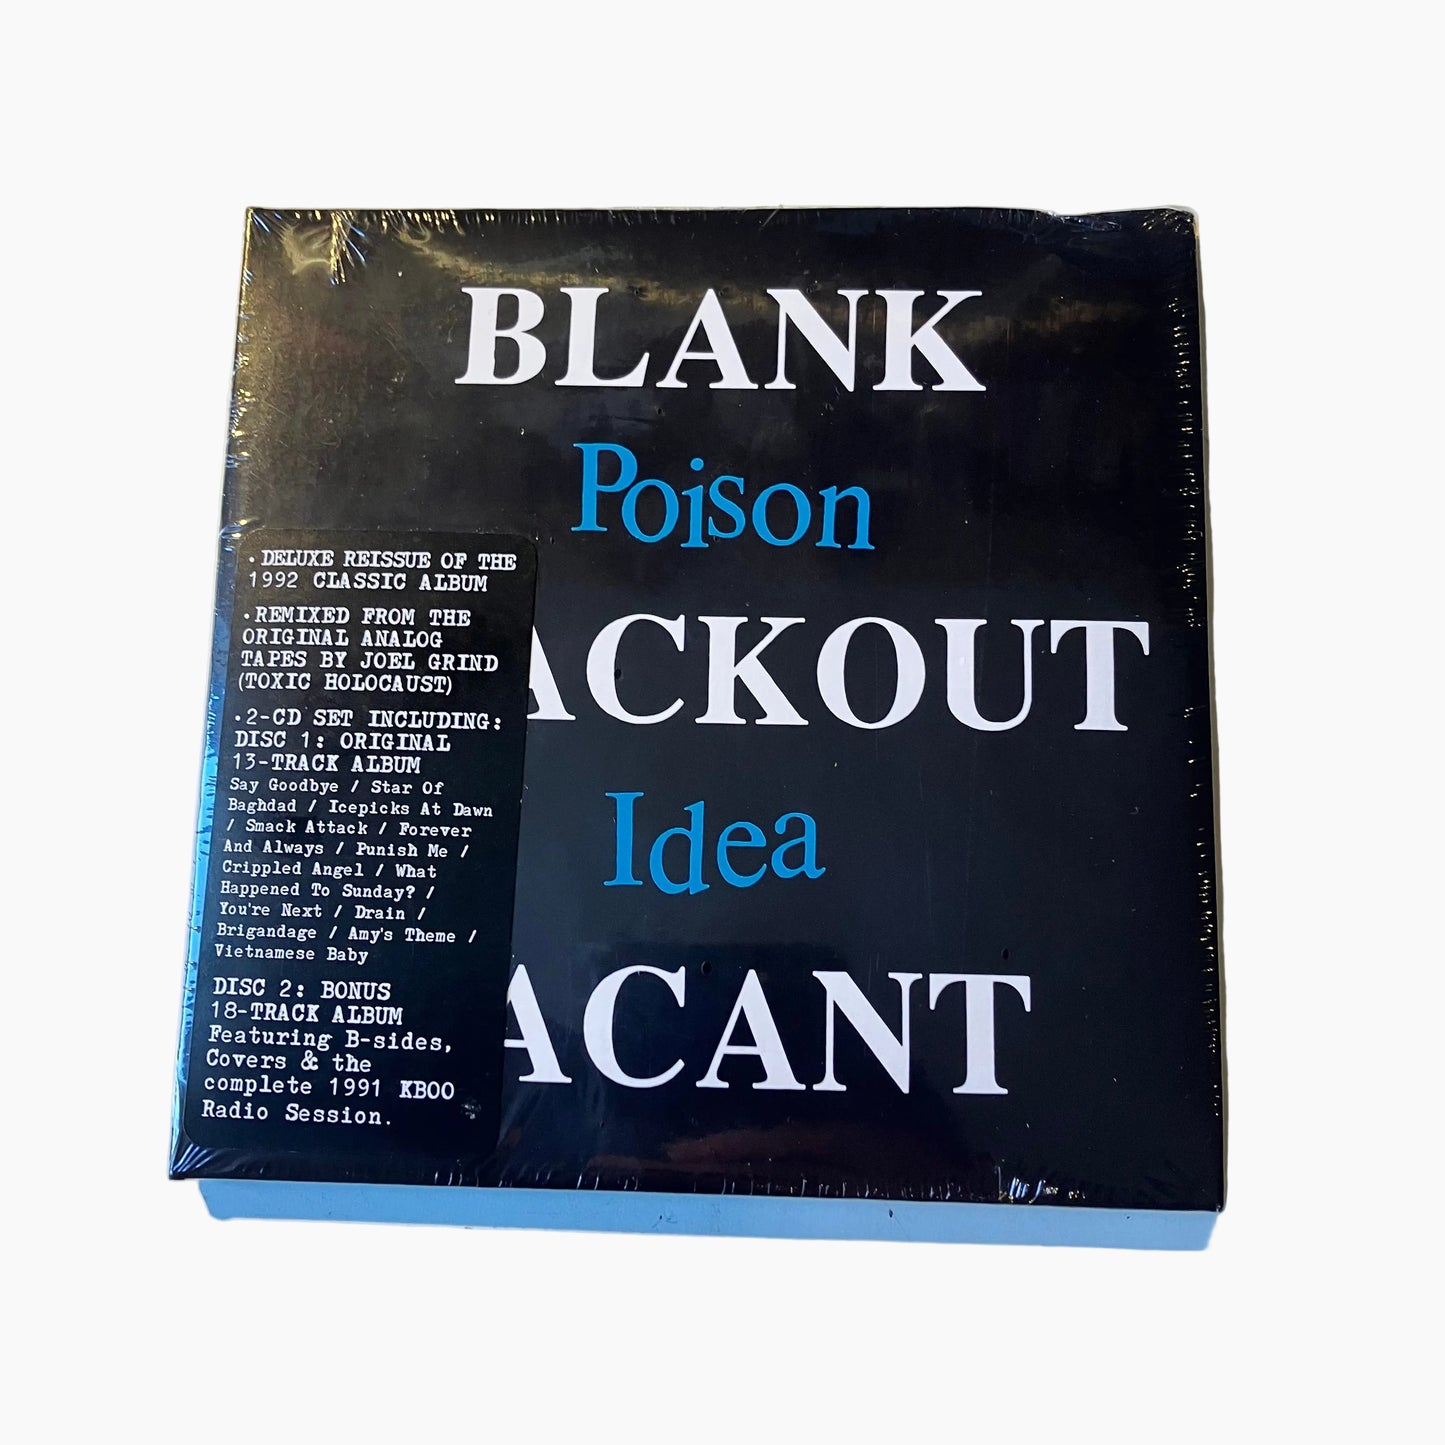 BLANK
Poison
ACKOUT
Idea
ACANT
• DELUXE REISSUE OF THE
1992 CLASSIC ALBUM
• REMIXED FROM THE
ORIGINAL ANALOG
TAPES BY JOEL GRIND
(TOXIC HOLOCAUST)
• 2-CD SET INCLUDING:
DISC 1: ORIGINAL
13-TRACK ALBUM
Say Goodbye / Star Of
Baghdad / Icepicks At Dawn
/ Smack Attack / Forever
And Always / Punish Me /
Crippled Angel / What
Happened To Sunday? /
You're Next / Drain /
Brigandage / Amy's Theme /
Vietnamese Baby
DISC 2: BONUS
18-TRACK ALBUM
Featuring B-sides,
Covers & the
complete 1991 KBOO
Radio Session.